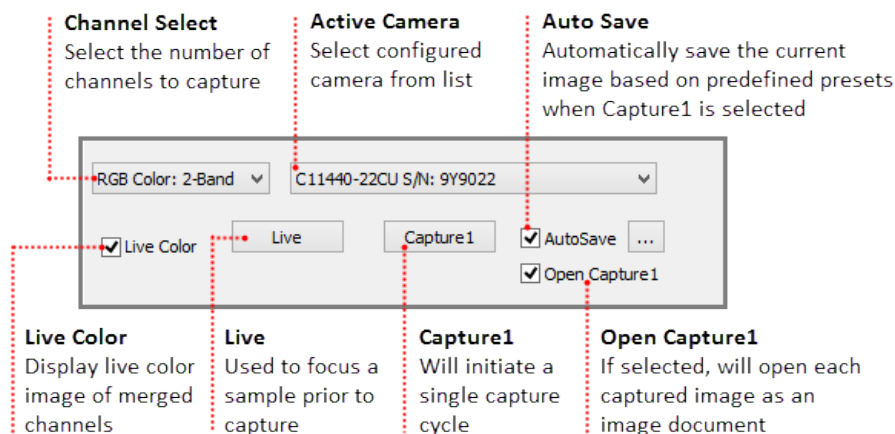 Channel Select
Select the number of
channels to capture
Active Camera
Select configured
camera from list
Auto Save
Automatically save the current
image based on predefined presets
when Capture1 is selected
RGB Color: 2-Band
C11440-22CU S/N: 9Y9022
Live Color
Live
Capture1
AutoSave
...
Open Capture1
Live Color
Display live color
image of merged
channels
Live
Used to focus a
sample prior to
capture
Capture1
Will initiate a
single capture
cycle
Open Capture1
If selected, will open each
captured image as an
image document